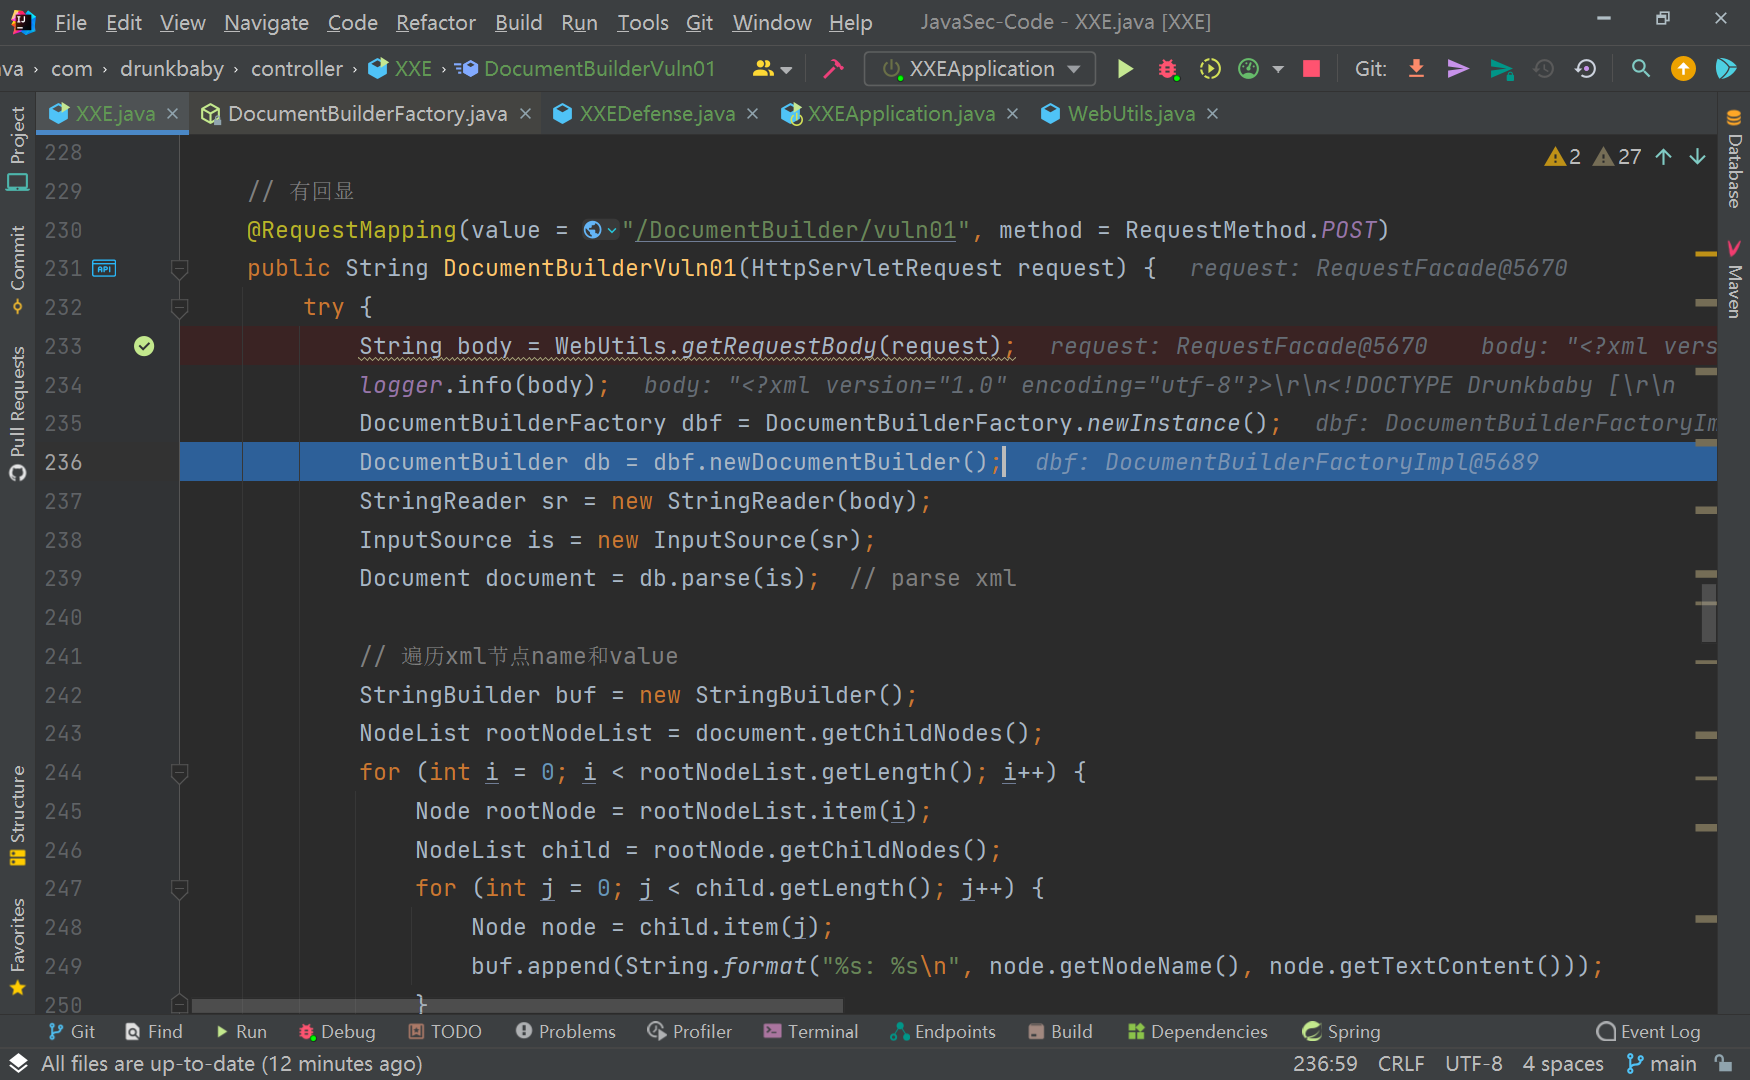 File Edit View Navigate Code Refactor Build Run Tools Git Window Help JavaSec-Code - XXE.java [XXE]
va › com › drunkbaby › controller › XXE › DocumentBuilderVuln01 XXEApplication Git:
XXE.java DocumentBuilderFactory.java XXEDefense.java XXEApplication.java WebUtils.java
Project
Commit
Pull Requests
Structure
Favorites
Database
Maven
2 27
228
229 // 有回显
230 @RequestMapping(value = "/DocumentBuilder/vuln01", method = RequestMethod.POST)
231 API public String DocumentBuilderVuln01(HttpServletRequest request) { request: RequestFacade@5670
232 try {
233 String body = WebUtils.getRequestBody(request); request: RequestFacade@5670 body: "<?xml vers
234 logger.info(body); body: "<?xml version="1.0" encoding="utf-8"?>\r\n<!DOCTYPE Drunkbaby [\r\n
235 DocumentBuilderFactory dbf = DocumentBuilderFactory.newInstance(); dbf: DocumentBuilderFactoryIm
236 DocumentBuilder db = dbf.newDocumentBuilder(); dbf: DocumentBuilderFactoryImpl@5689
237 StringReader sr = new StringReader(body);
238 InputSource is = new InputSource(sr);
239 Document document = db.parse(is); // parse xml
240
241 // 遍历xml节点name和value
242 StringBuilder buf = new StringBuilder();
243 NodeList rootNodeList = document.getChildNodes();
244 for (int i = 0; i < rootNodeList.getLength(); i++) {
245 Node rootNode = rootNodeList.item(i);
246 NodeList child = rootNode.getChildNodes();
247 for (int j = 0; j < child.getLength(); j++) {
248 Node node = child.item(j);
249 buf.append(String.format("%s: %s\n", node.getNodeName(), node.getTextContent()));
250 }
Git Find Run Debug TODO Problems Profiler Terminal Endpoints Build Dependencies Spring Event Log
All files are up-to-date (12 minutes ago) 236:59 CRLF UTF-8 4 spaces main